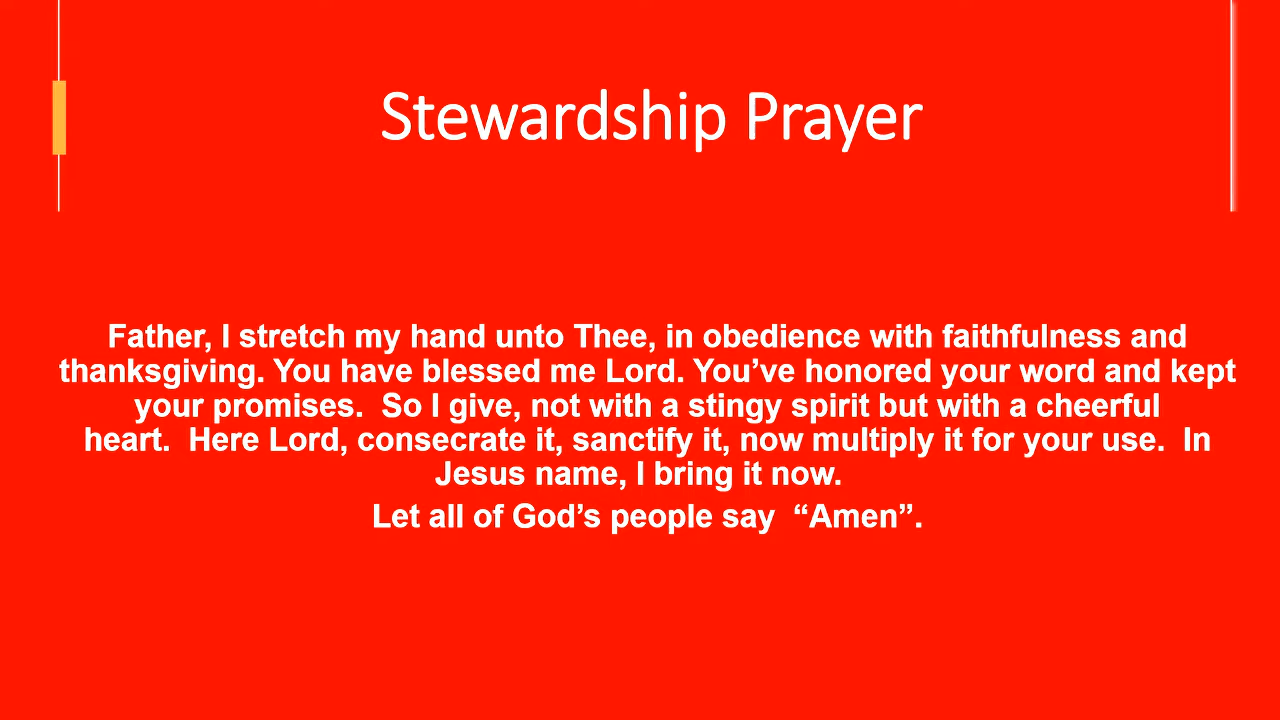 Stewardship Prayer
Father, I stretch my hand unto Thee, in obedience with faithfulness and
thanksgiving. You have blessed me Lord. You’ve honored your word and kept
your promises.  So I give, not with a stingy spirit but with a cheerful
heart.  Here Lord, consecrate it, sanctify it, now multiply it for your use.  In
Jesus name, I bring it now.
Let all of God’s people say  “Amen”.